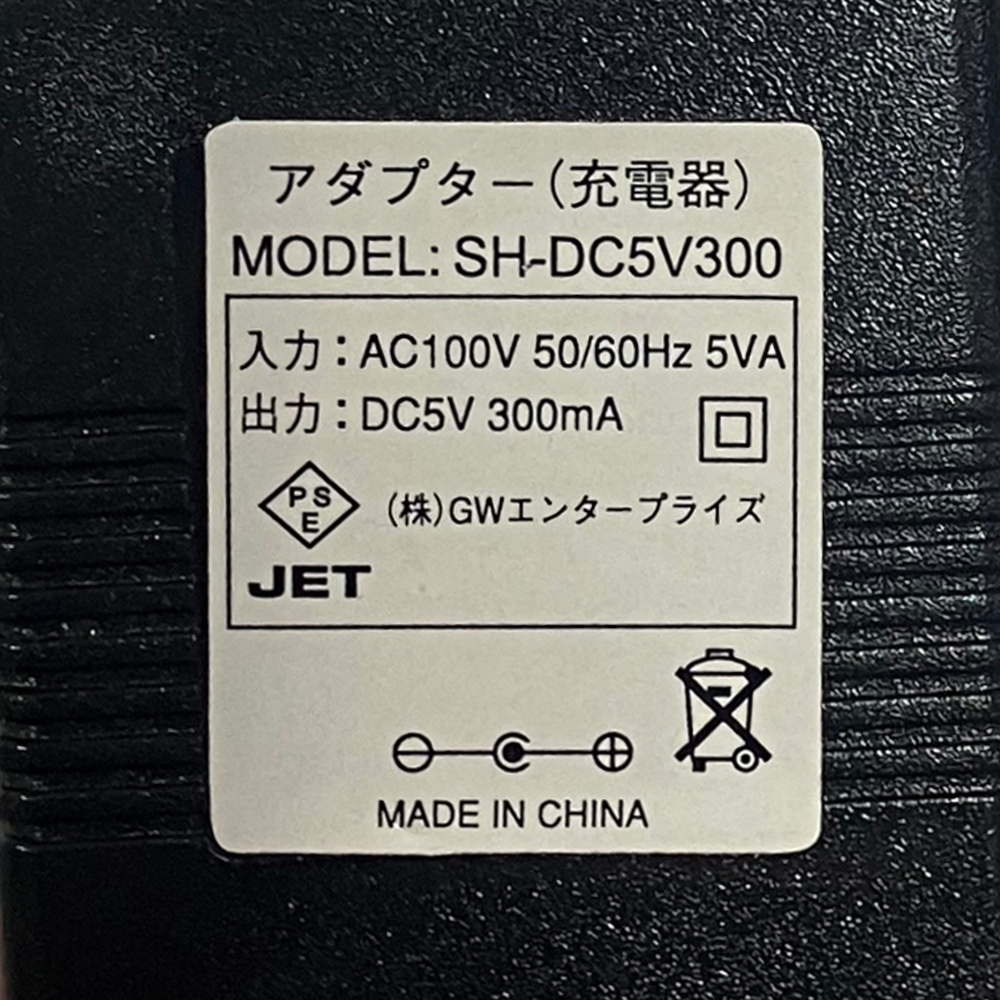 アダプター(充電器)
MODEL: SH-DC5V300
入力:AC100V 50/60Hz 5VA
出力:DC5V 300mA
PSE
(株)GWエンタープライズ
JET
MADE IN CHINA